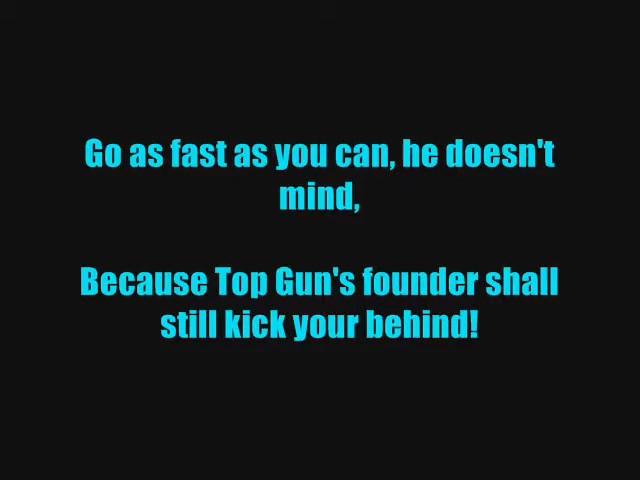 Go as fast as you can, he doesn't
mind,
Because Top Gun's founder shall
still kick your behind!